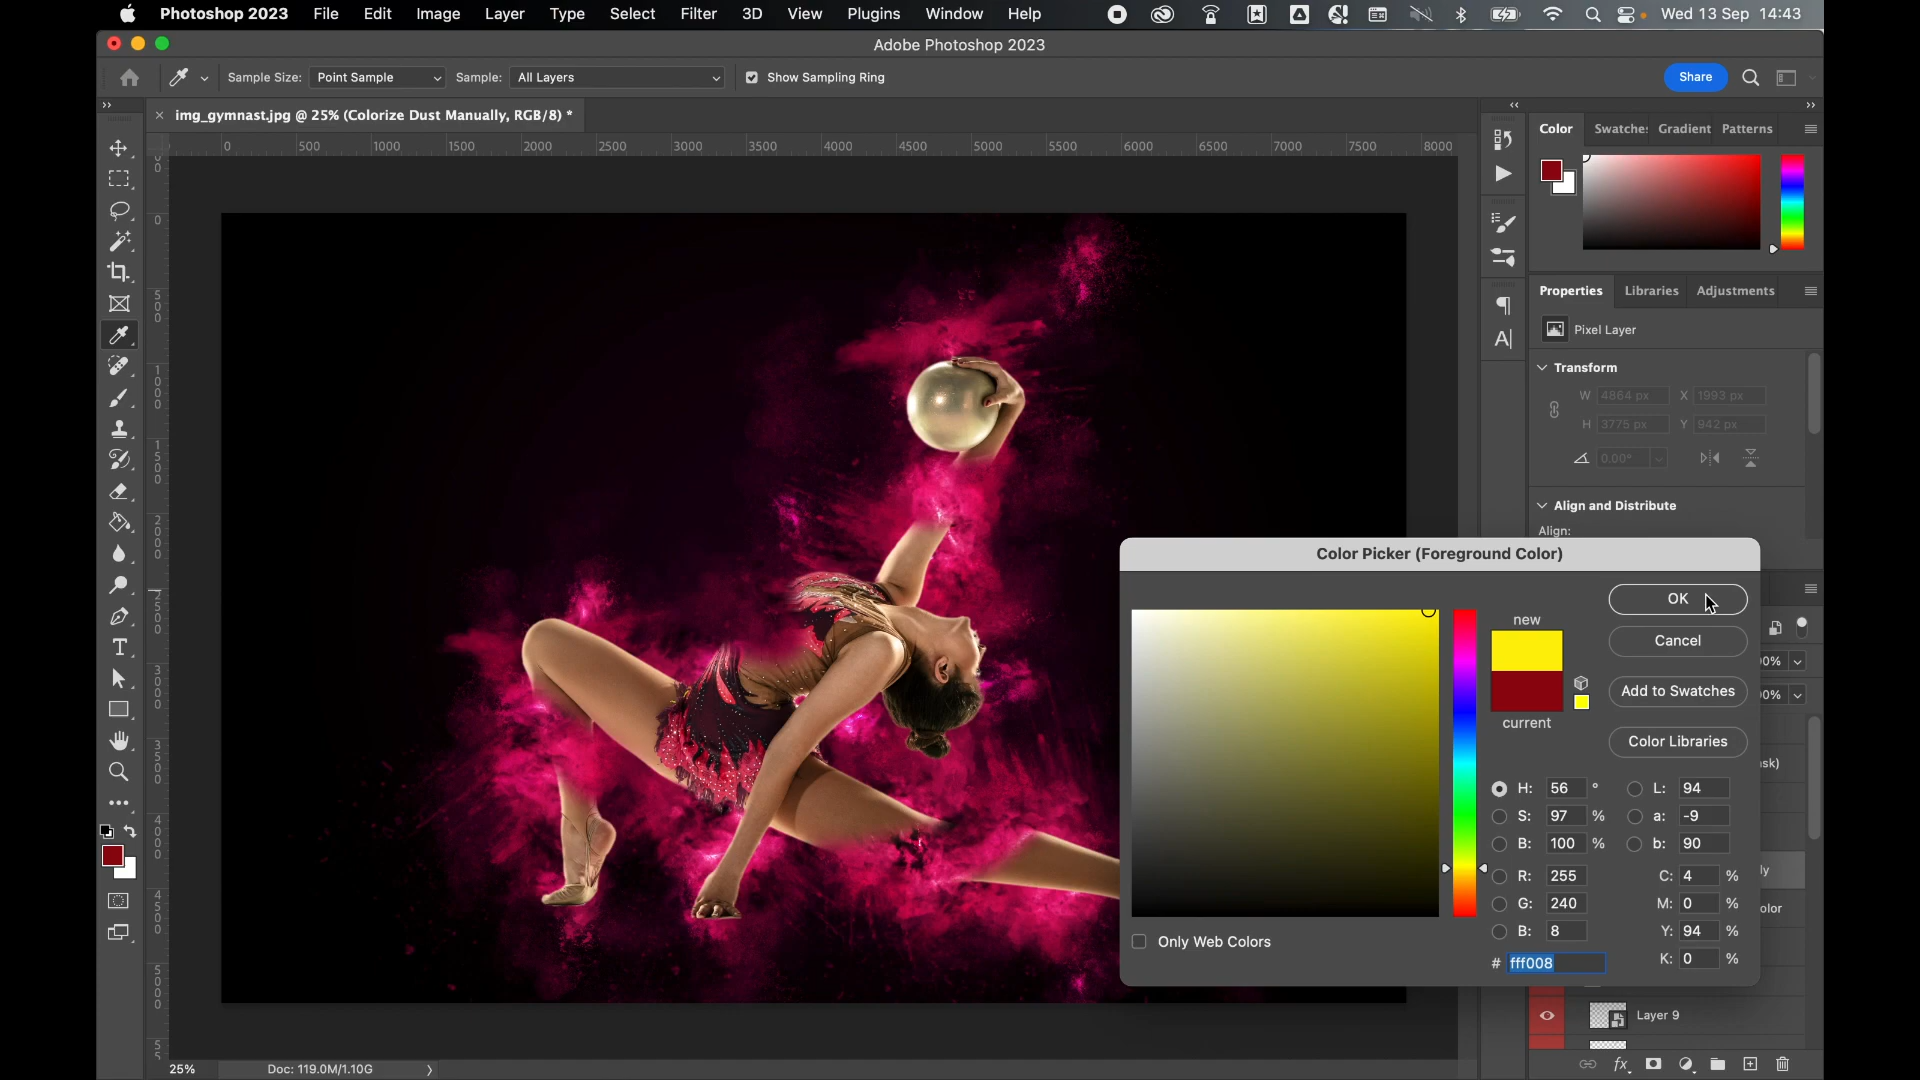 Photoshop 2023 File Edit Image Layer Type Select Filter 3D View Plugins Window Help Wed 13 Sep 14:43
Adobe Photoshop 2023
Sample Size: Point Sample Sample: All Layers Show Sampling Ring Share
img_gymnast.jpg @ 25% (Colorize Dust Manually, RGB/8) *
0 500 1000 1500 2000 2500 3000 3500 4000 4500 5000 5500 6000 6500 7000 7500 8000
Color Swatches Gradient Patterns
Properties Libraries Adjustments
Pixel Layer
Transform
W 4864 px X 1993 px
H 3775 px Y 942 px
0.00°
Align and Distribute
Align:
Color Picker (Foreground Color)
OK
new
Cancel
Add to Swatches
current
Color Libraries
H: 56 ° L: 94
S: 97 % a: -9
B: 100 % b: 90
R: 255 C: 4 %
G: 240 M: 0 %
B: 8 Y: 94 %
# fff008 K: 0 %
Only Web Colors
0%
0%
sk)
ly
olor
Layer 9
fx
25% Doc: 119.0M/1.10G